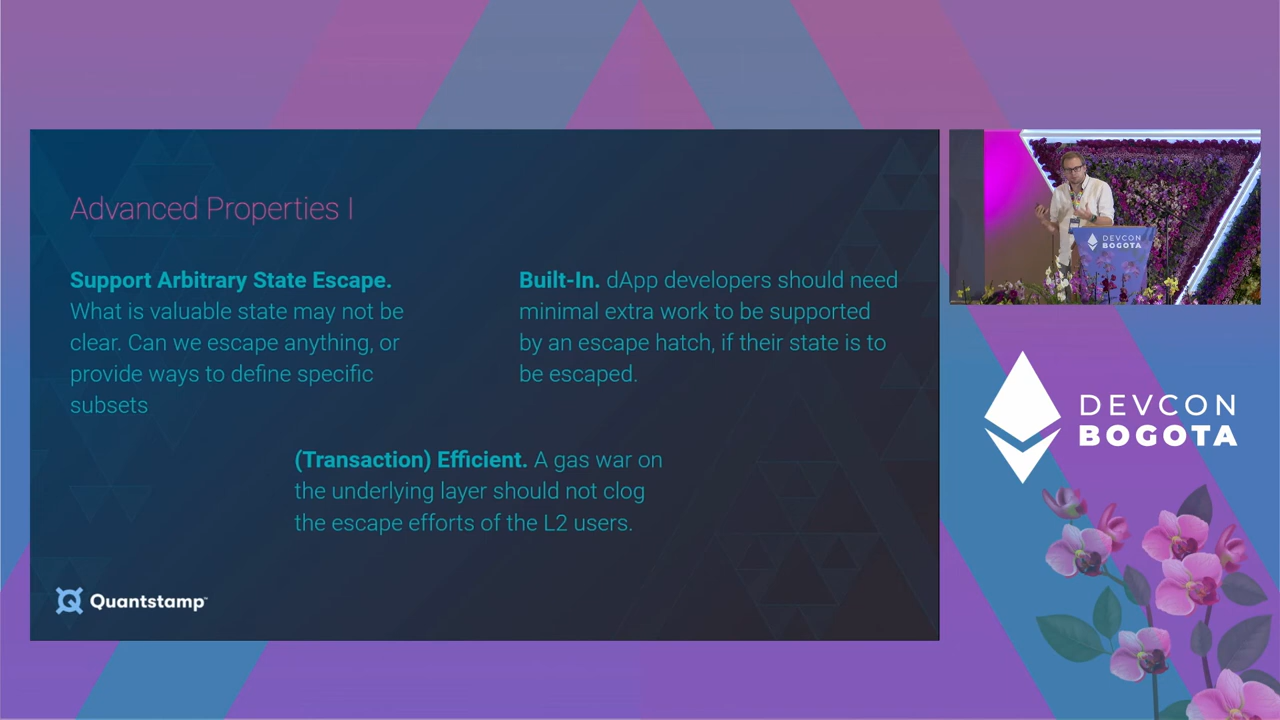 Advanced Properties I
Support Arbitrary State Escape.
What is valuable state may not be
clear. Can we escape anything, or
provide ways to define specific
subsets
Built-In. dApp developers should need
minimal extra work to be supported
by an escape hatch, if their state is to
be escaped.
(Transaction) Efficient. A gas war on
the underlying layer should not clog
the escape efforts of the L2 users.
Quantstamp™
DEVCON
BOGOTA
DEVCON
BOGOTA